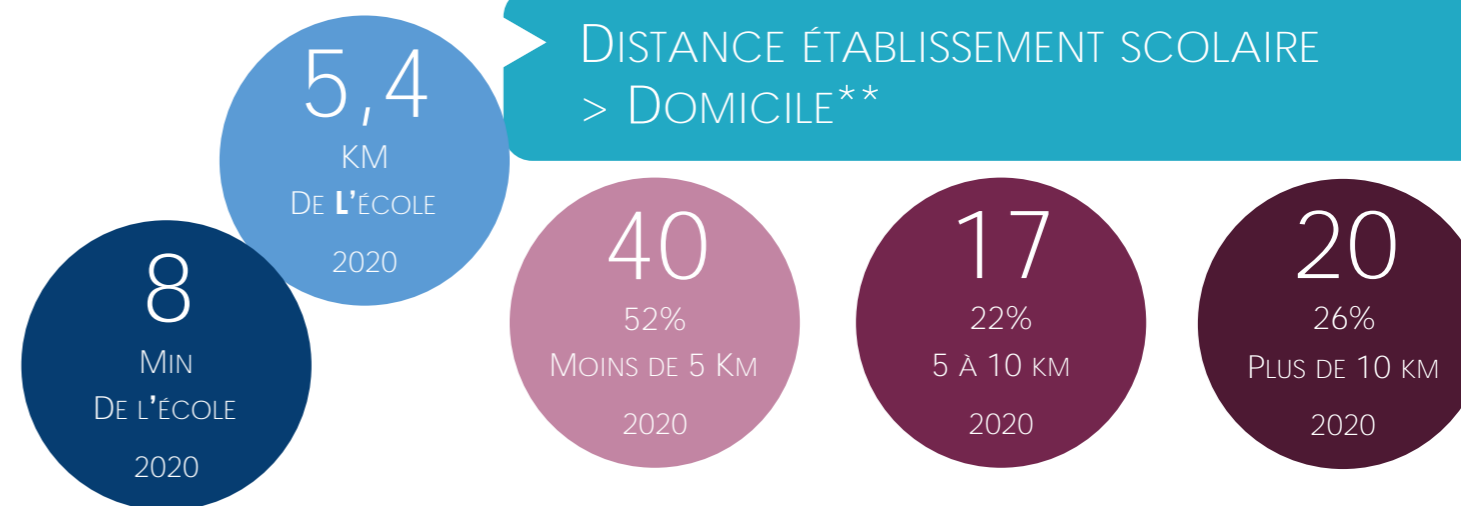 DISTANCE ÉTABLISSEMENT SCOLAIRE
> DOMICILE**
5,4
KM
DE L'ÉCOLE
2020
8
MIN
DE L'ÉCOLE
2020
40
52%
MOINS DE 5 KM
2020
17
22%
5 À 10 KM
2020
20
26%
PLUS DE 10 KM
2020